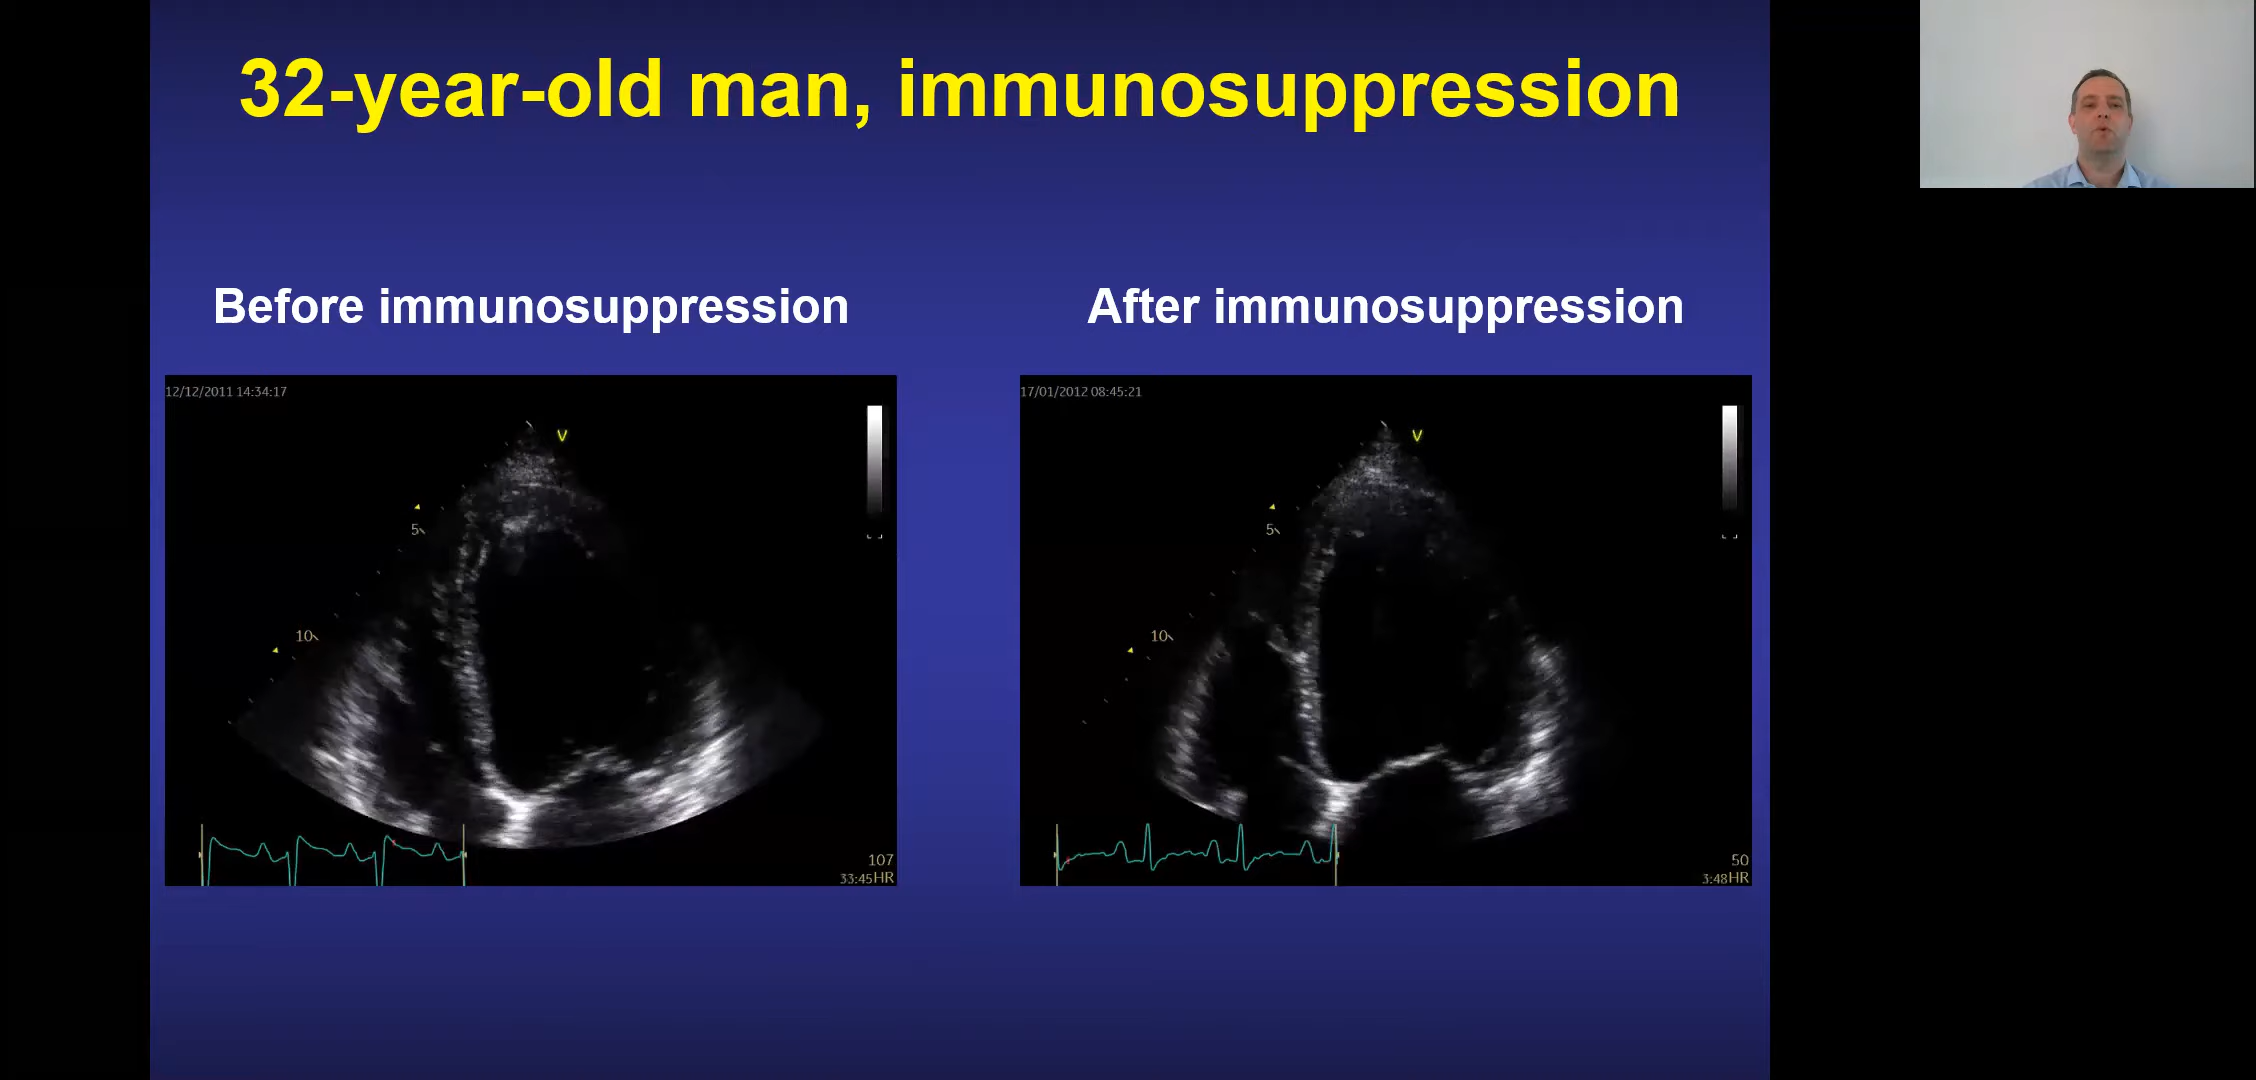 32-year-old man, immunosuppression
Before immunosuppression
After immunosuppression
12/12/2011 14:34:17
V
5
10
107
33:45HR
17/01/2012 08:45:21
V
5
10
50
3:48HR